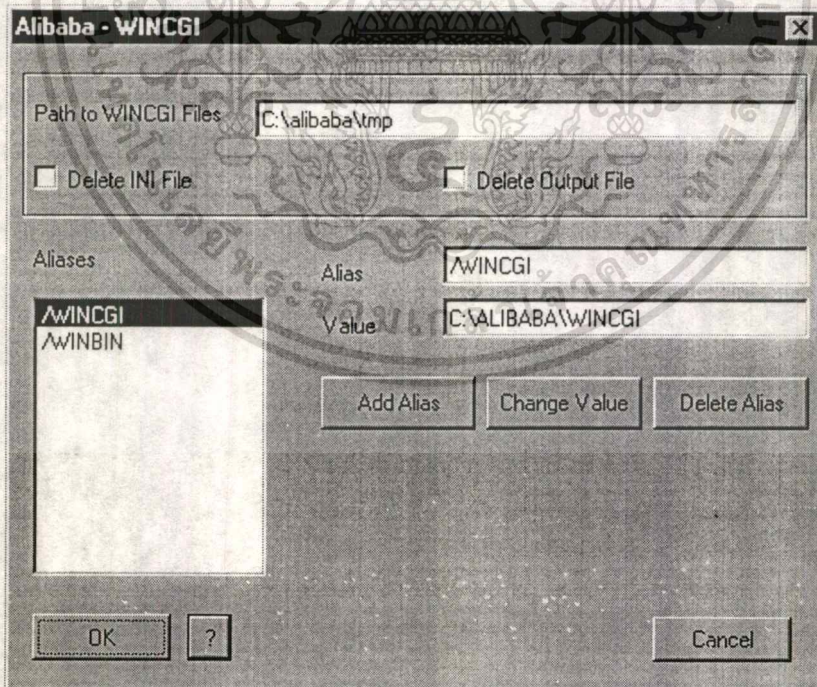 Alibaba - WINCGI
Path to WINCGI Files
C:\alibaba\tmp
Delete INI File
Delete Output File
Aliases
Alias
/WINCGI
/WINCGI
/WINBIN
Value
C:\ALIBABA\WINCGI
Add Alias
Change Value
Delete Alias
OK
?
Cancel